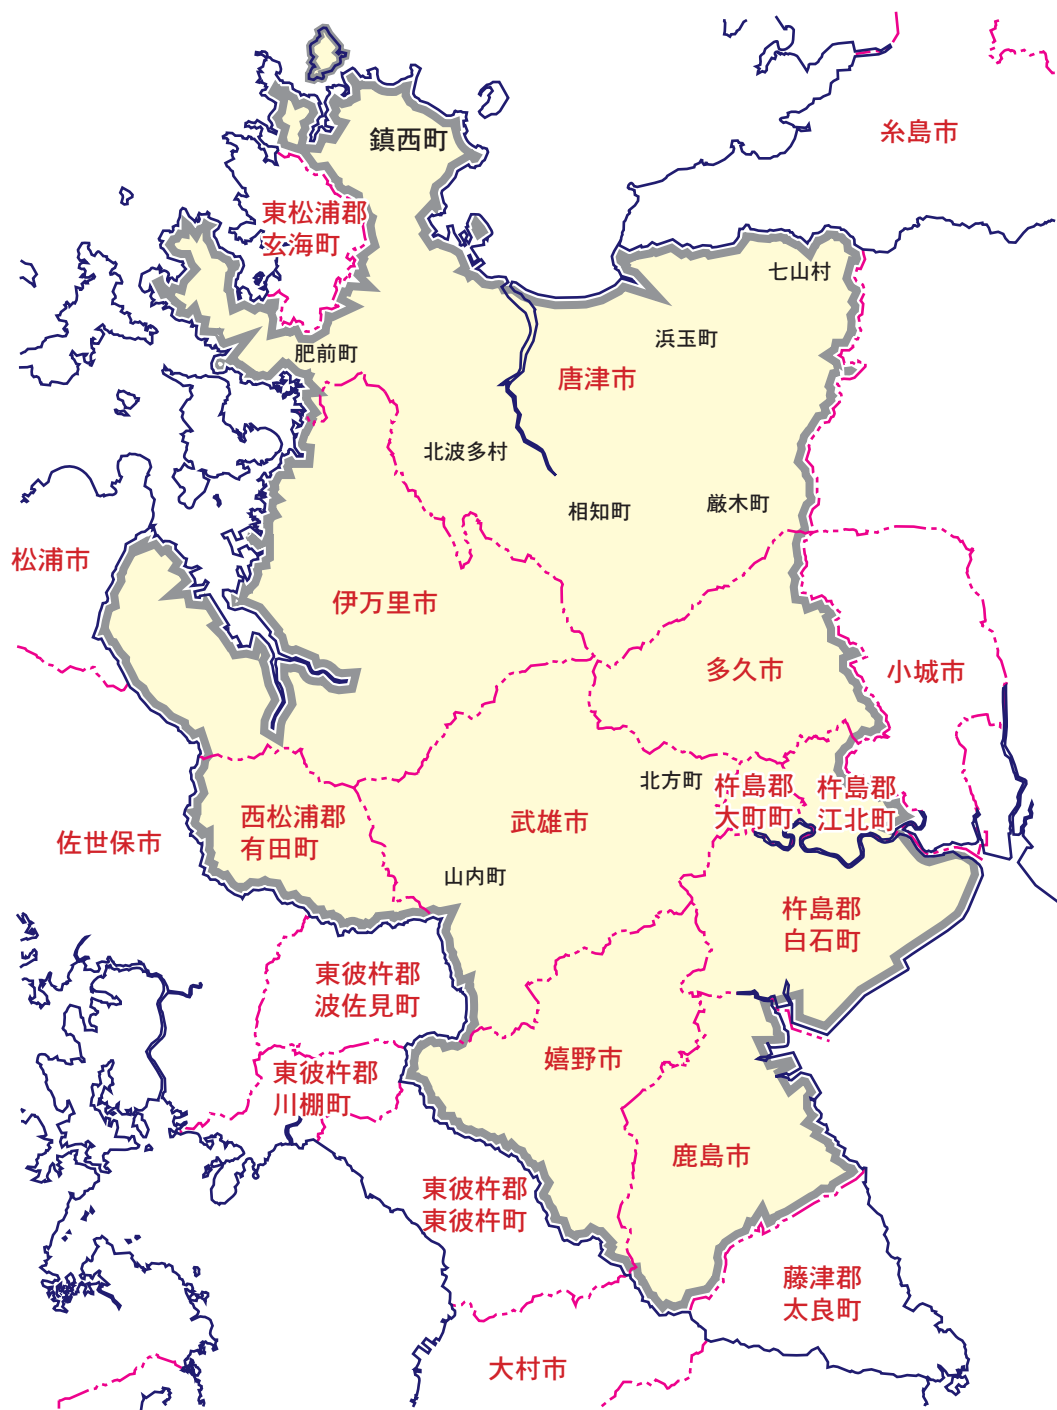 糸島市
鎮西町
東松浦郡
玄海町
七山村
浜玉町
肥前町
唐津市
北波多村
相知町
厳木町
松浦市
伊万里市
多久市
小城市
北方町
杵島郡
大町町
杵島郡
江北町
西松浦郡
有田町
武雄市
佐世保市
山内町
杵島郡
白石町
東彼杵郡
波佐見町
嬉野市
東彼杵郡
川棚町
鹿島市
東彼杵郡
東彼杵町
藤津郡
太良町
大村市